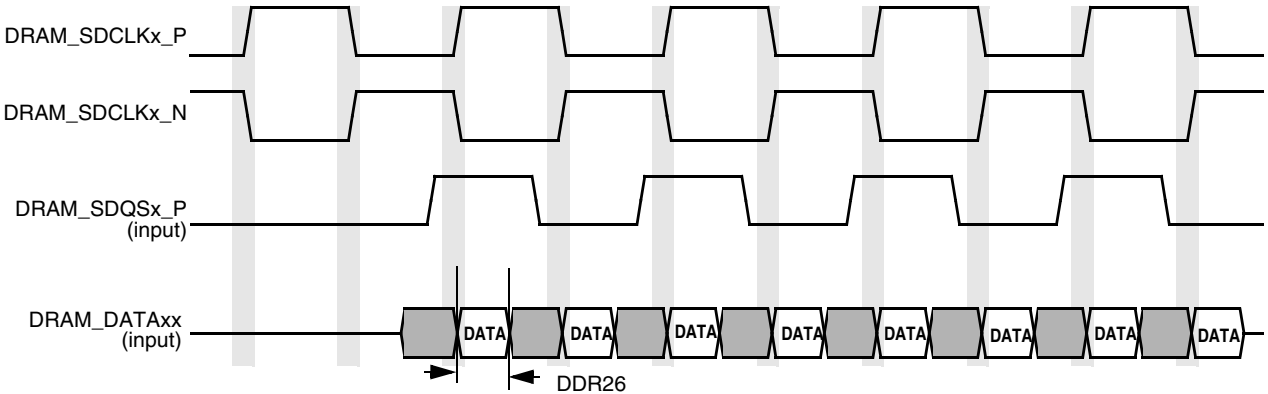 DRAM_SDCLKx_P
DRAM_SDCLKx_N
DRAM_SDQSx_P
(input)
DRAM_DATAxx
(input)
DATA DATA DATA DATA DATA DATA DATA DATA
DDR26